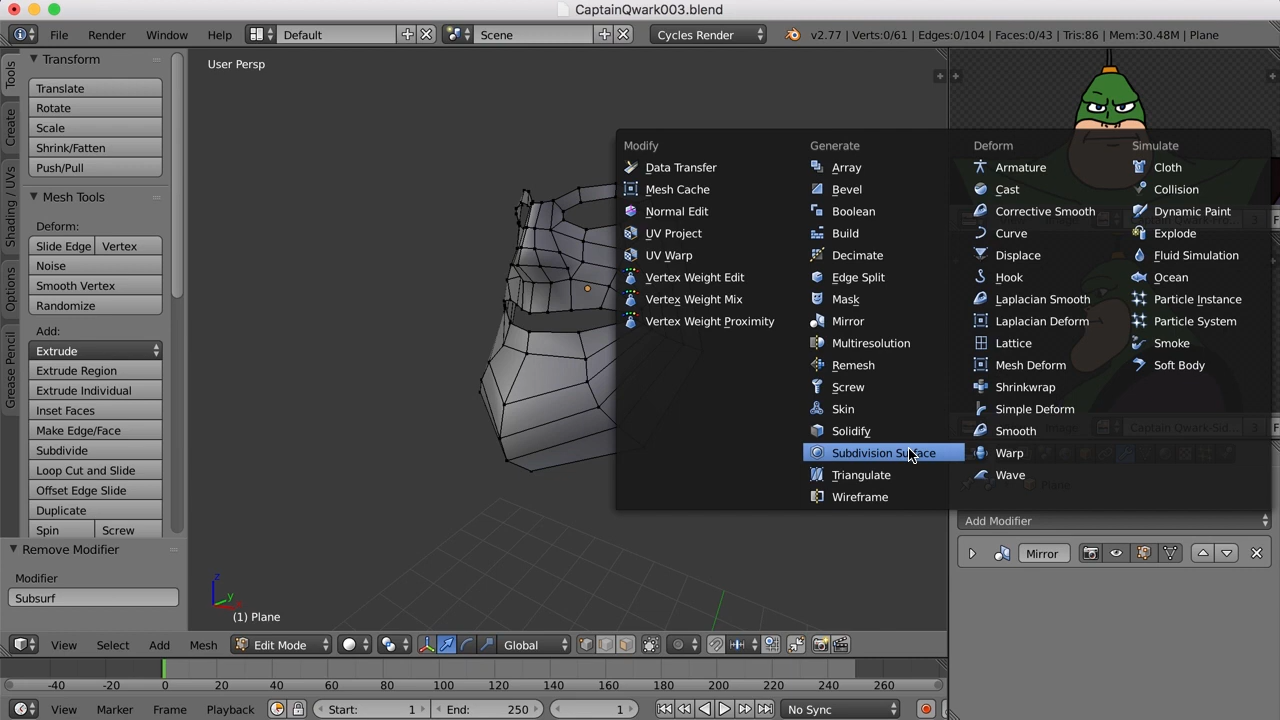 CaptainQwark003.blend
File Render Window Help Default Scene Cycles Render v2.77 | Verts:0/61 | Edges:0/104 | Faces:0/43 | Tris:86 | Mem:30.48M | Plane
Tools
Create
Shading / UVs
Options
Grease Pencil
Transform
Translate
Rotate
Scale
Shrink/Fatten
Push/Pull
Mesh Tools
Deform:
Slide Edge Vertex
Noise
Smooth Vertex
Randomize
Add:
Extrude
Extrude Region
Extrude Individual
Inset Faces
Make Edge/Face
Subdivide
Loop Cut and Slide
Offset Edge Slide
Duplicate
Spin Screw
Remove Modifier
Modifier
Subsurf
User Persp
Modify
Data Transfer
Mesh Cache
Normal Edit
UV Project
UV Warp
Vertex Weight Edit
Vertex Weight Mix
Vertex Weight Proximity
Generate
Array
Bevel
Boolean
Build
Decimate
Edge Split
Mask
Mirror
Multiresolution
Remesh
Screw
Skin
Solidify
Subdivision Surface
Triangulate
Wireframe
Deform
Armature
Cast
Corrective Smooth
Curve
Displace
Hook
Laplacian Smooth
Laplacian Deform
Lattice
Mesh Deform
Shrinkwrap
Simple Deform
Smooth
Warp
Wave
Simulate
Cloth
Collision
Dynamic Paint
Explode
Fluid Simulation
Ocean
Particle Instance
Particle System
Smoke
Soft Body
Plane
Add Modifier
Mirror
z
y
(1) Plane
View Select Add Mesh Edit Mode Global
-40 -20 0 20 40 60 80 100 120 140 160 180 200 220 240 260
View Marker Frame Playback Start: 1 End: 250 1 No Sync